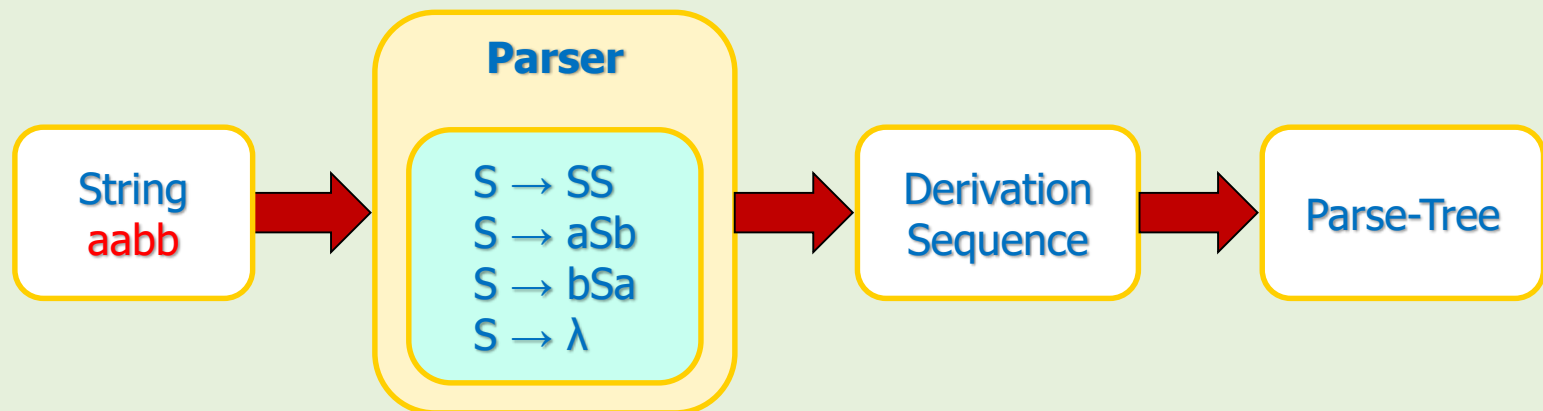 Parser
String
aabb
S → SS
S → aSb
S → bSa
S → λ
Derivation
Sequence
Parse-Tree